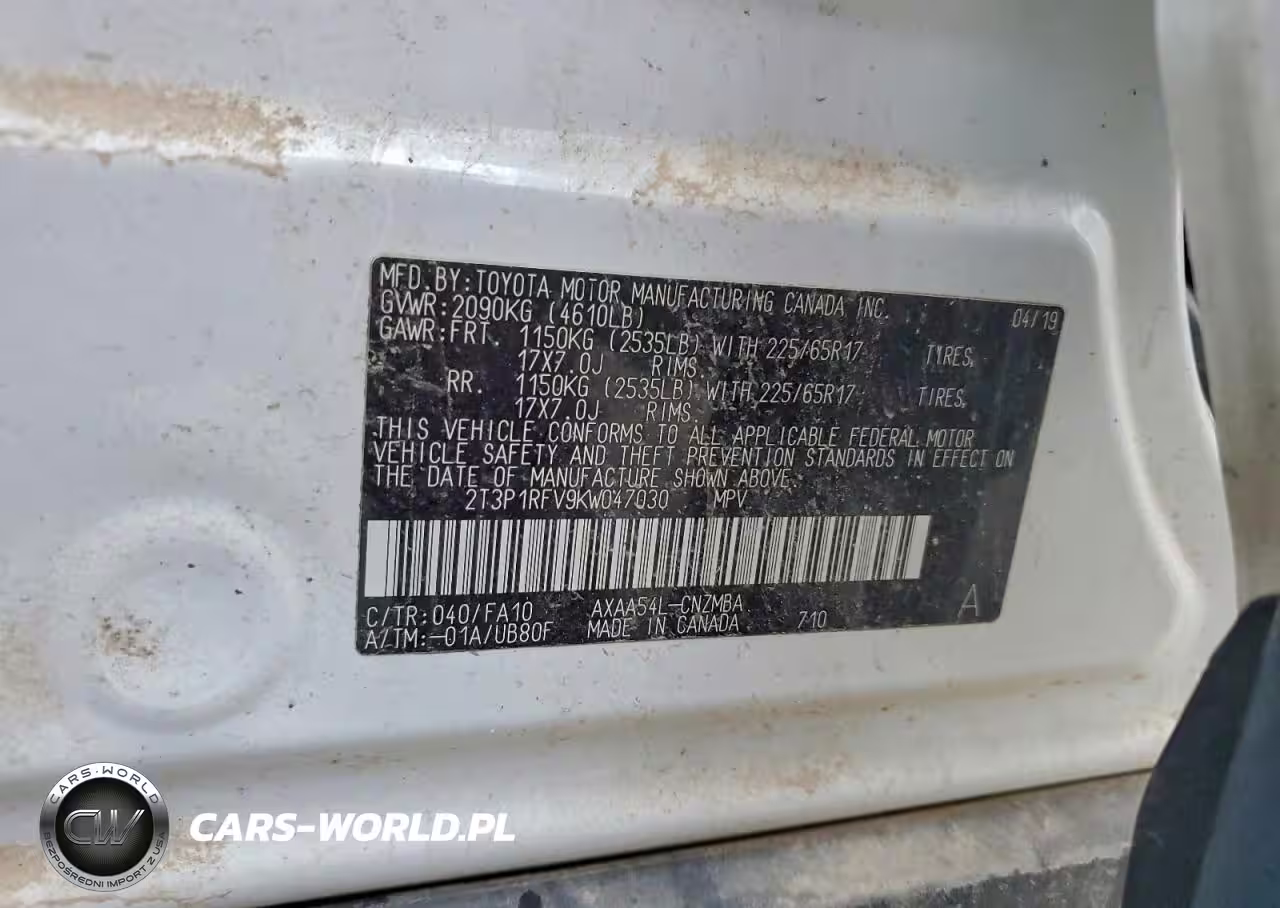 MFD.BY:TOYOTA MOTOR MANUFACTURING CANADA INC.
GVWR:2090KG (4610LB) 04/19
GAWR:FRT. 1150KG (2535LB) WITH 225/65R17 TIRES,
17X7.0J RIMS,
RR. 1150KG (2535LB) WITH 225/65R17 TIRES,
17X7.0J RIMS.
THIS VEHICLE CONFORMS TO ALL APPLICABLE FEDERAL MOTOR
VEHICLE SAFETY AND THEFT PREVENTION STANDARDS IN EFFECT ON
THE DATE OF MANUFACTURE SHOWN ABOVE.
2T3P1RFV9KW047030 MPV
C/TR:040/FA10 AXAA54L-CNZMBA
A/TM:-01A/UB80F MADE IN CANADA 710 A
CARS-WORLD
CW
BEZPOŚREDNI IMPORT Z USA
CARS-WORLD.PL